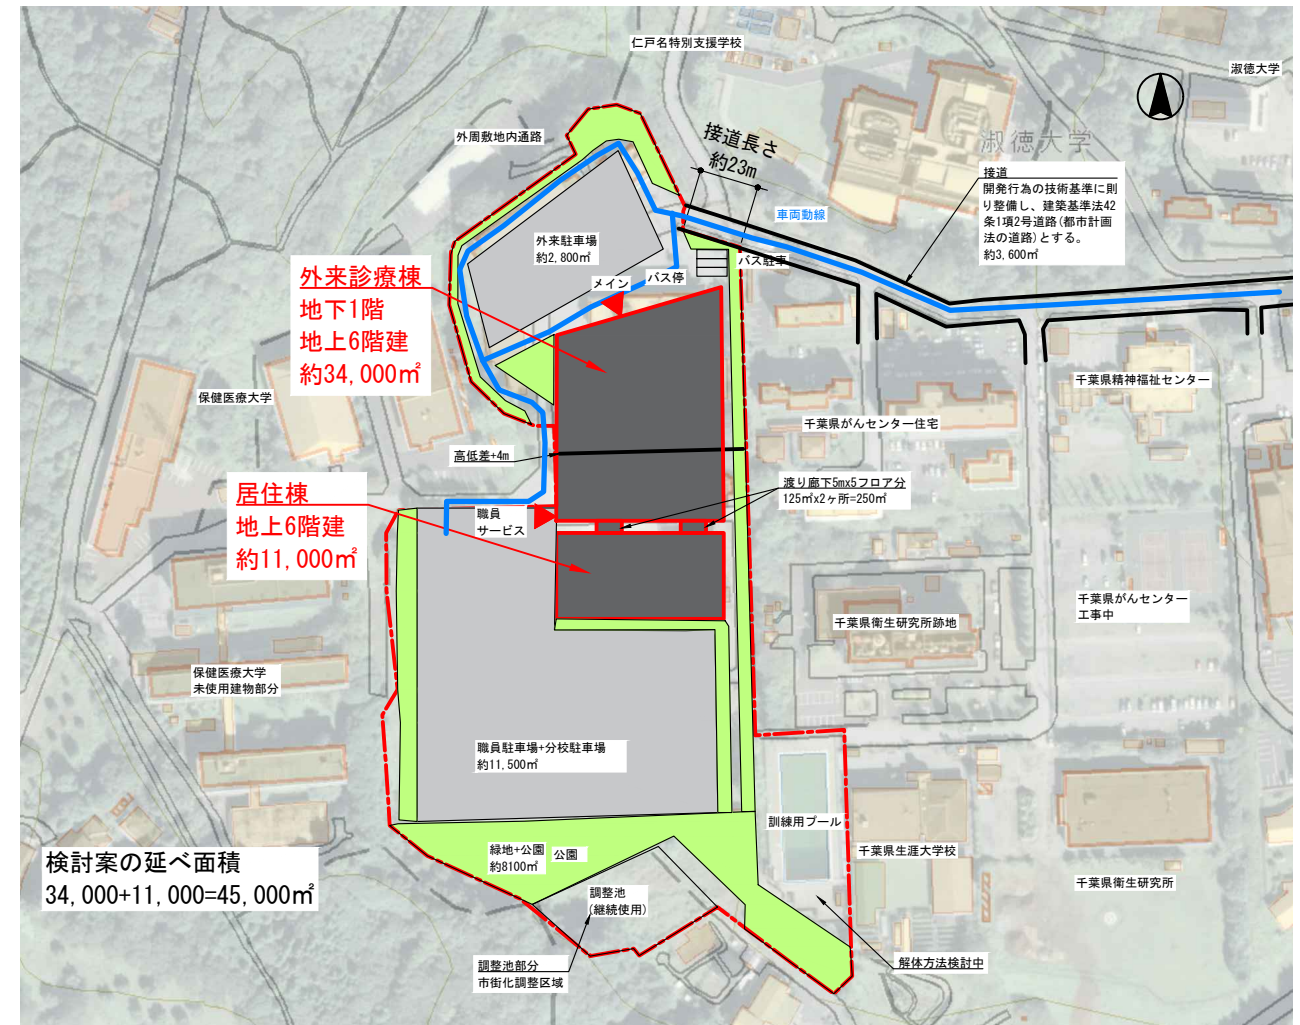 仁戸名特別支援学校
淑徳大学
外周敷地内通路
接道長さ
約23m
淑徳大学
接道
開発行為の技術基準に則
り整備し、建築基準法42
条1項2号道路(都市計画
法の道路)とする。
約3,600㎡
車両動線
外来駐車場
約2,800㎡
バス駐車
バス停
メイン
外来診療棟
地下1階
地上6階建
約34,000㎡
保健医療大学
千葉県精神福祉センター
千葉県がんセンター住宅
高低差+4m
渡り廊下5mx5フロア分
125㎡x2ヶ所=250㎡
居住棟
地上6階建
約11,000㎡
職員
サービス
千葉県がんセンター
工事中
千葉県衛生研究所跡地
保健医療大学
未使用建物部分
職員駐車場+分校駐車場
約11,500㎡
訓練用プール
緑地+公園
約8100㎡
公園
千葉県生涯大学校
検討案の延べ面積
34,000+11,000=45,000㎡
千葉県衛生研究所
調整池
(継続使用)
調整池部分
市街化調整区域
解体方法検討中